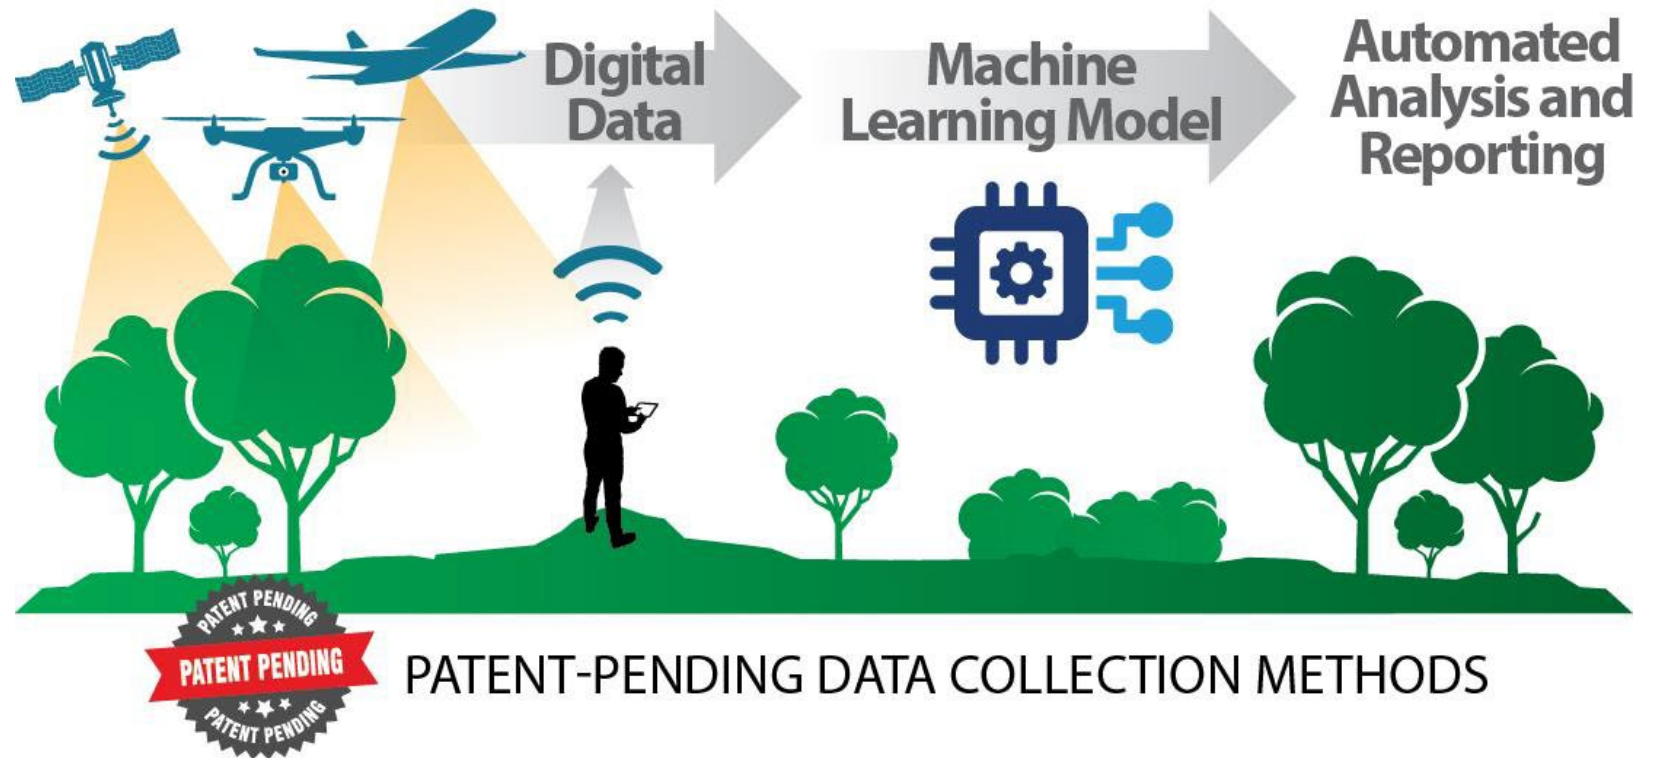 Digital
Data
Machine
Learning Model
Automated
Analysis and
Reporting
PATENT PENDING
PATENT PENDING
PATENT PENDING
PATENT-PENDING DATA COLLECTION METHODS